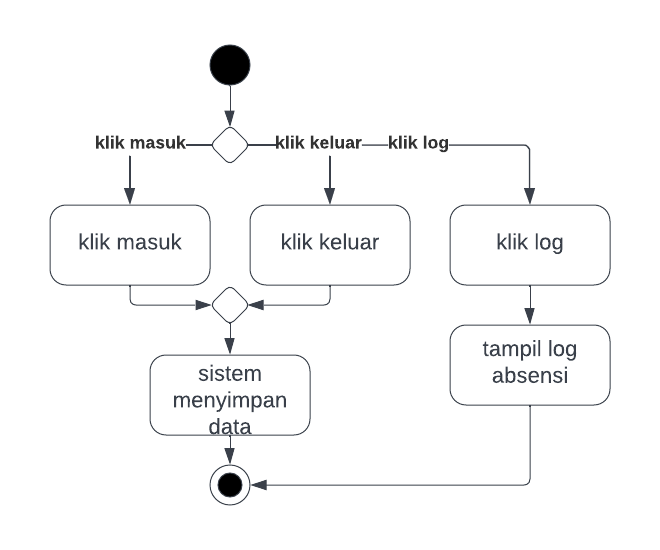 klik masuk
klik keluar
klik log
klik masuk
klik keluar
klik log
sistem
menyimpan
data
tampil log
absensi